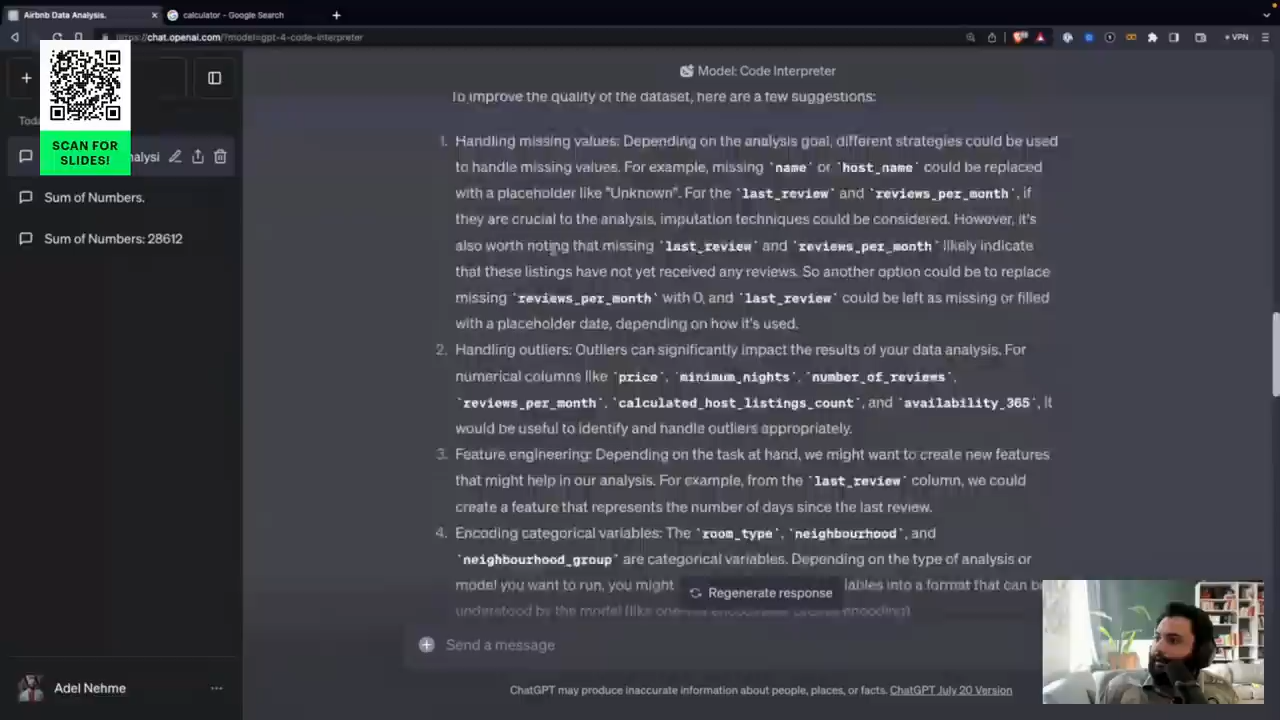 Airbnb Data Analysis.
calculator - Google Search
https://chat.openai.com/?model=gpt-4-code-interpreter
VPN
Model: Code Interpreter
SCAN FOR
SLIDES!
Sum of Numbers.
Sum of Numbers: 28612
To improve the quality of the dataset, here are a few suggestions:
1. Handling missing values: Depending on the analysis goal, different strategies could be used
to handle missing values. For example, missing `name` or `host_name` could be replaced
with a placeholder like "Unknown". For the `last_review` and `reviews_per_month`, if
they are crucial to the analysis, imputation techniques could be considered. However, it's
also worth noting that missing `last_review` and `reviews_per_month` likely indicate
that these listings have not yet received any reviews. So another option could be to replace
missing `reviews_per_month` with 0, and `last_review` could be left as missing or filled
with a placeholder date, depending on how it's used.
2. Handling outliers: Outliers can significantly impact the results of your data analysis. For
numerical columns like `price`, `minimum_nights`, `number_of_reviews`,
`reviews_per_month`, `calculated_host_listings_count`, and `availability_365`, it
would be useful to identify and handle outliers appropriately.
3. Feature engineering: Depending on the task at hand, we might want to create new features
that might help in our analysis. For example, from the `last_review` column, we could
create a feature that represents the number of days since the last review.
4. Encoding categorical variables: The `room_type`, `neighbourhood`, and
`neighbourhood_group` are categorical variables. Depending on the type of analysis or
model you want to run, you might
Regenerate response
into a format that can be
understood by the model (like
encoding)
Send a message
Adel Nehme
ChatGPT may produce inaccurate information about people, places, or facts. ChatGPT July 20 Version